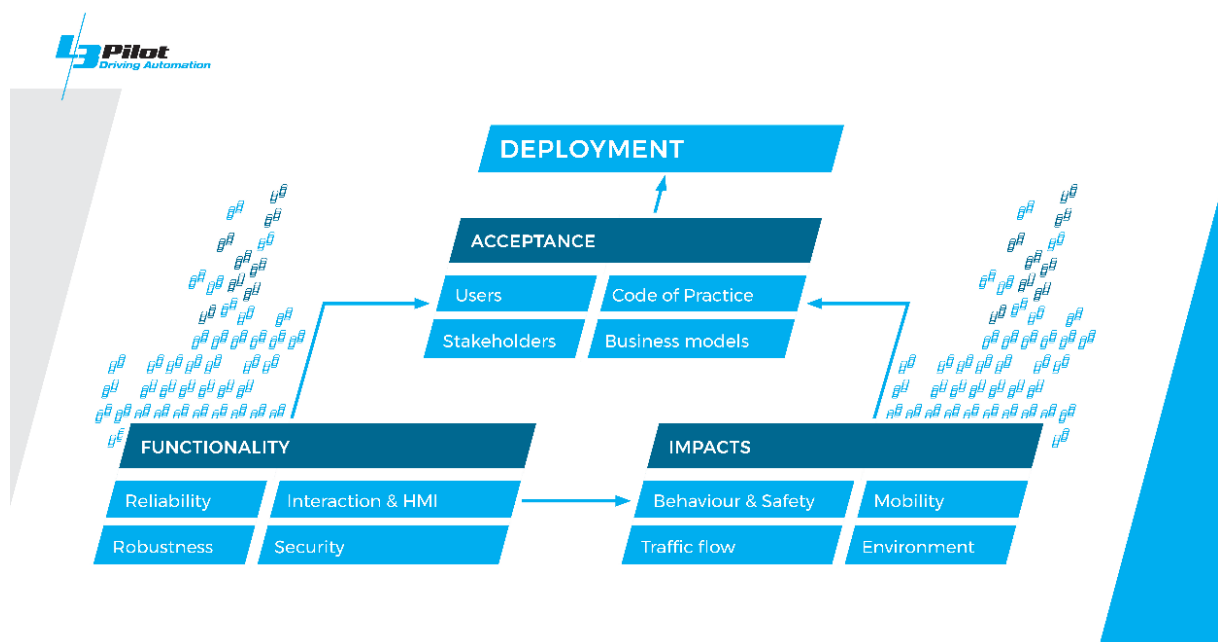 L3Pilot
Driving Automation
DEPLOYMENT
ACCEPTANCE
Users
Code of Practice
Stakeholders
Business models
FUNCTIONALITY
Reliability
Interaction & HMI
Robustness
Security
IMPACTS
Behaviour & Safety
Mobility
Traffic flow
Environment